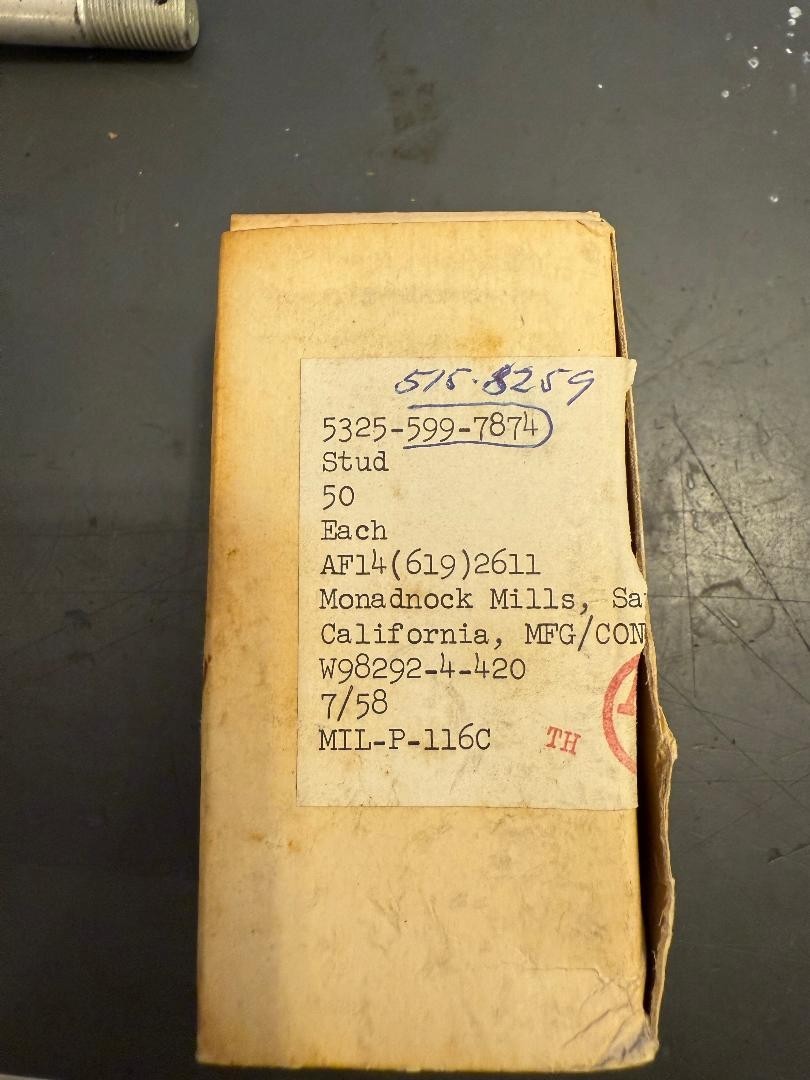 515-8259
5325-599-7874
Stud
50
Each
AF14(619)2611
Monadnock Mills, Sa
California, MFG/CON
W98292-4-420
7/58
MIL-P-116C
TH